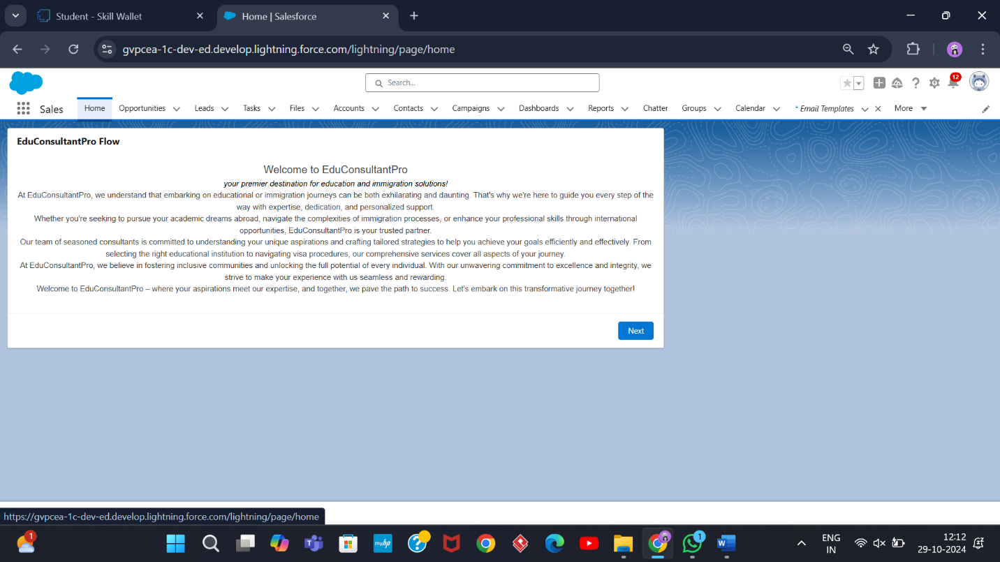 Student - Skill Wallet
Home | Salesforce
gvpcea-1c-dev-ed.develop.lightning.force.com/lightning/page/home
Search...
12
Sales
Home Opportunities Leads Tasks Files Accounts Contacts Campaigns Dashboards Reports Chatter Groups Calendar * Email Templates More
EduConsultantPro Flow
Welcome to EduConsultantPro
your premier destination for education and immigration solutions!
At EduConsultantPro, we understand that embarking on educational or immigration journeys can be both exhilarating and daunting. That's why we're here to guide you every step of the
way with expertise, dedication, and personalized support.
Whether you're seeking to pursue your academic dreams abroad, navigate the complexities of immigration processes, or enhance your professional skills through international
opportunities, EduConsultantPro is your trusted partner.
Our team of seasoned consultants is committed to understanding your unique aspirations and crafting tailored strategies to help you achieve your goals efficiently and effectively. From
selecting the right educational institution to navigating visa procedures, our comprehensive services cover all aspects of your journey.
At EduConsultantPro, we believe in fostering inclusive communities and unlocking the full potential of every individual. With our unwavering commitment to excellence and integrity, we
strive to make your experience with us seamless and rewarding.
Welcome to EduConsultantPro – where your aspirations meet our expertise, and together, we pave the path to success. Let's embark on this transformative journey together!
Next
https://gvpcea-1c-dev-ed.develop.lightning.force.com/lightning/page/home
1
myhp
1
ENG
IN
12:12
29-10-2024